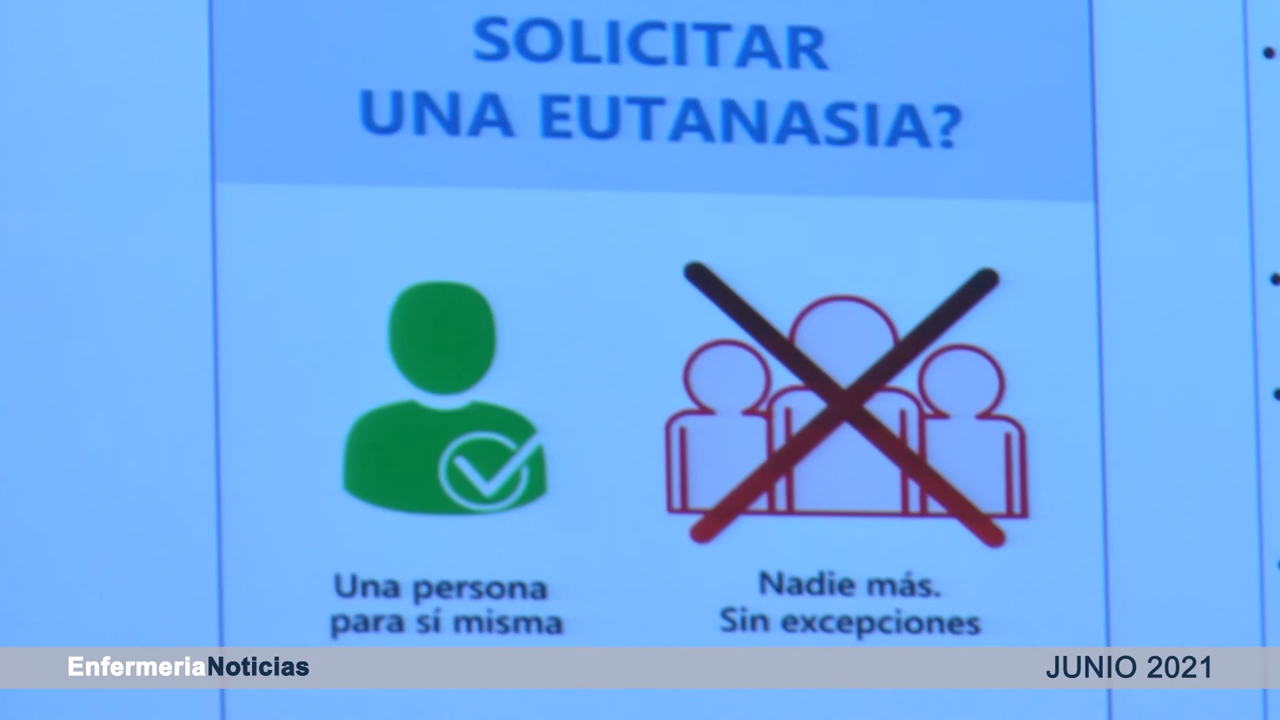 SOLICITAR
UNA EUTANASIA?
Una persona
para sí misma
Nadie más.
Sin excepciones
EnfermeriaNoticias
JUNIO 2021